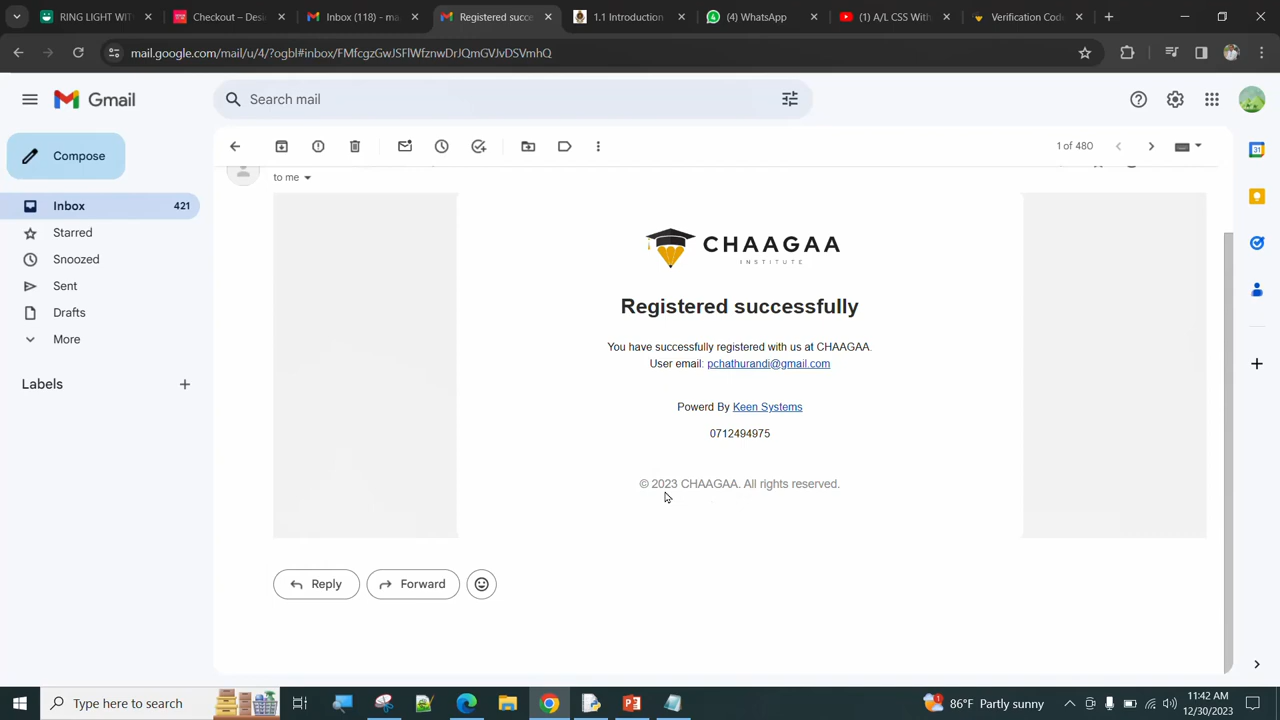 RING LIGHT WIT
Checkout – Desi
Inbox (118) - ma
Registered succe
1.1 Introduction
(4) WhatsApp
(1) A/L CSS With
Verification Code
mail.google.com/mail/u/4/?ogbl#inbox/FMfcgzGwJSFlWfzwDrJQmGVJvDSmvmhQ
Gmail
Search mail
Compose
1 of 480
Inbox 421
Starred
Snoozed
Sent
Drafts
More
Labels
to me
CHAAGAA
INSTITUTE
Registered successfully
You have successfully registered with us at CHAAGAA.
User email: pchathurandi@gmail.com
Powerd By Keen Systems
0712494975
© 2023 CHAAGAA. All rights reserved.
Reply
Forward
Type here to search
86°F Partly sunny
11:42 AM
12/30/2023